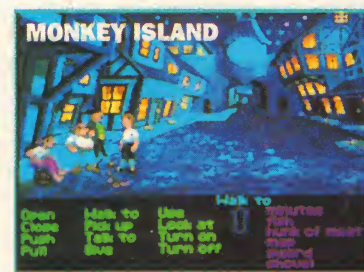 MONKEY ISLAND
Walk to
Open Walk to Use minutes
Close Pick up Look at fish
Push Talk to Turn on hunk of meat
Pull Give Turn off map
sword
shovel